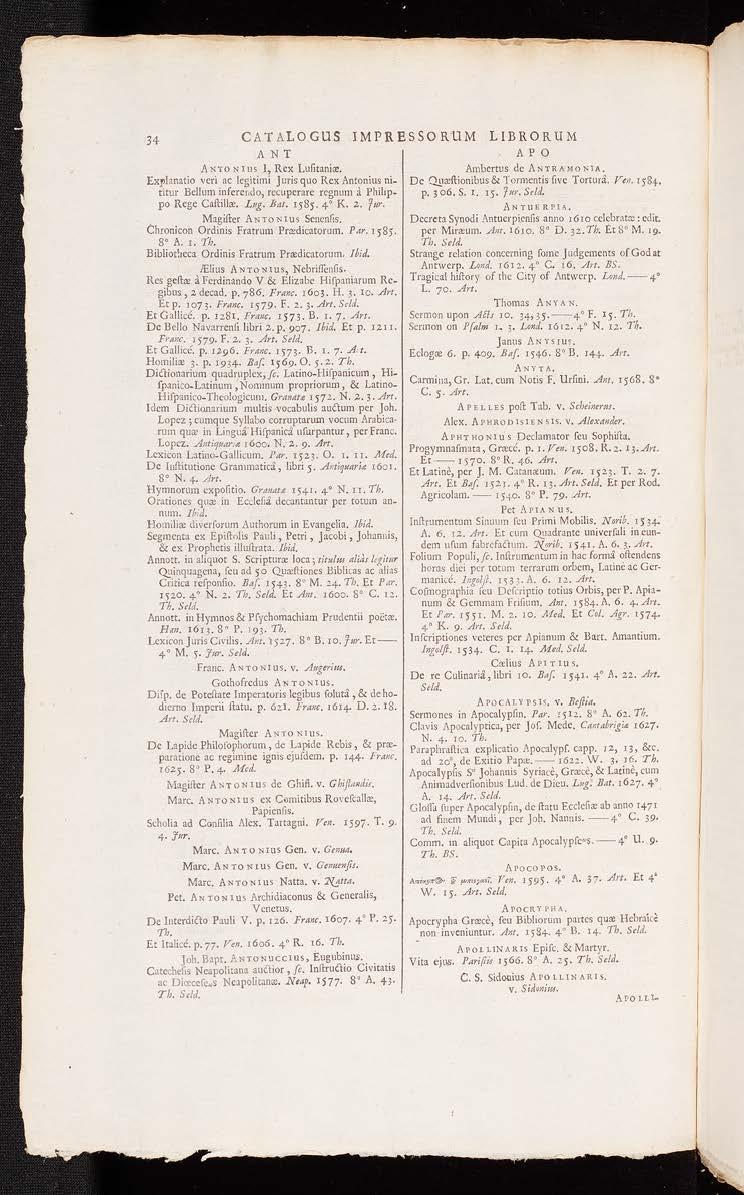 34 CATALOGUS IMPRESSORUM LIBRORUM
ANT
ANTONIUS I, Rex Lusitaniæ.
Explanatio veri ac legitimi Juris quo Rex Antonius ni-
titur Bellum inferendo, recuperare regnum à Philip-
po Rege Castillæ. Lug. Bat. 1585. 4° K. 2. Jur.
Magister ANTONIUS Senensis.
Chronicon Ordinis Fratrum Prædicatorum. Par. 1585.
8° A. 1. Th.
Bibliotheca Ordinis Fratrum Prædicatorum. Ibid.
Ælius ANTONIUS, Nebrissensis.
Res gestæ à Ferdinando V & Elizabe Hispaniarum Re-
gibus, 2 decad. p. 786. Franc. 1603. H. 3. 10. Art.
Et p. 1073. Franc. 1579. F. 2. 3. Art. Seld.
Et Gallicé. p. 1281. Franc. 1573. B. 1. 7. Art.
De Bello Navarrensi libri 2. p. 907. Ibid. Et p. 1211.
Franc. 1579. F. 2. 3. Art. Seld.
Et Gallicé. p. 1296. Franc. 1573. B. 1. 7. Art.
Homiliæ 3. p. 1934. Bas. 1569. O. 5. 2. Th.
Dictionarium quadruplex, sc. Latino-Hispanicum, Hi-
spanico-Latinum, Nominum propriorum, & Latino-
Hispanico-Theologicum. Granatæ 1572. N. 2. 3. Art.
Idem Dictionarium multis vocabulis auctum per Joh.
Lopez; cumque Syllabo corruptarum vocum Arabica-
rum quæ in Linguâ Hispanicâ usurpantur, per Franc.
Lopez. Antiquariæ 1600. N. 2. 9. Art.
Lexicon Latino-Gallicum. Par. 1523. O. 1. 11. Med.
De Institutione Grammaticâ, libri 5. Antiquariæ 1601.
8° N. 4. Art.
Hymnorum expositio. Granatæ 1541. 4° N. 11. Th.
Orationes quæ in Ecclesiâ decantantur per totum an-
num. Ibid.
Homiliæ diversorum Authorum in Evangelia. Ibid.
Segmenta ex Epistolis Pauli, Petri, Jacobi, Johannis,
& ex Prophetis illustrata. Ibid.
Annott. in aliquot S. Scripturæ loca; titulus aliàs legitur
Quinquagena, seu ad 50 Quæstiones Biblicas ac alias
Critica responsio. Bas. 1543. 8° M. 24. Th. Et Par.
1520. 4° N. 2. Th. Seld. Et Ant. 1600. 8° C. 12.
Th. Seld.
Annott. in Hymnos & Psychomachiam Prudentii poëtæ.
Han. 1613. 8° P. 193. Th.
Lexicon Juris Civilis. Ant. 1527. 8° B. 10. Jur. Et——
4° M. 5. Jur. Seld.
Franc. ANTONIUS. v. Augerius.
Gothofredus ANTONIUS.
Disp. de Potestate Imperatoris legibus solutâ, & de ho-
dierno Imperii statu. p. 621. Franc. 1614. D. 2. 18.
Art. Seld.
Magister ANTONIUS.
De Lapide Philosophorum, de Lapide Rebis, & præ-
paratione ac regimine ignis ejusdem. p. 144. Franc.
1625. 8° P. 4. Med.
Magister ANTONIUS de Ghisi. v. Ghislandis.
Marc. ANTONIUS ex Comitibus Rovescallæ,
Papiensis.
Scholia ad Consilia Alex. Tartagni. Ven. 1597. T. 9.
4. Jur.
Marc. ANTONIUS Gen. v. Genua.
Marc. ANTONIUS Gen. v. Genuensis.
Marc. ANTONIUS Natta. v. Natta.
Pet. ANTONIUS Archidiaconus & Generalis,
Venetus.
De Interdicto Pauli V. p. 126. Franc. 1607. 4° P. 25.
Th.
Et Italicé. p. 77. Ven. 1606. 4° R. 16. Th.
Joh. Bapt. ANTONUCCIUS, Eugubinus.
Catechesis Neapolitana auctior, sc. Instructio Civitatis
ac Diœceseωs Neapolitanæ. Neap. 1577. 8° A. 43.
Th. Seld.
APO
Ambertus de ANTRAMONIA.
De Quæstionibus & Tormentis sive Torturâ. Ven. 1584.
p. 306. S. 1. 15. Jur. Seld.
ANTUERPIA.
Decreta Synodi Antuerpiensis anno 1610 celebratæ: edit.
per Miræum. Ant. 1610. 8° D. 32. Th. Et 8° M. 19.
Th. Seld.
Strange relation concerning some Judgements of God at
Antwerp. Lond. 1612. 4° C. 16. Art. BS.
Tragical history of the City of Antwerp. Lond.——4°
L. 70. Art.
Thomas ANYAN.
Sermon upon Acts 10. 34, 35.——4° F. 15. Th.
Sermon on Psalm 1. 3. Lond. 1612. 4° N. 12. Th.
Janus ANYSIUS.
Eclogæ 6. p. 409. Bas. 1546. 8° B. 144. Art.
ANYTA.
Carmina, Gr. Lat. cum Notis F. Ursini. Ant. 1568. 8°
C. 5. Art.
APELLES post Tab. v. Scheinerus.
Alex. APHRODISIENSIS. v. Alexander.
APHTHONIUS Declamator seu Sophista.
Progymnasmata, Græcé. p. 1. Ven. 1508. R. 2. 13. Art.
Et —— 1570. 8° R. 46. Art.
Et Latinè, per J. M. Catanæum. Ven. 1523. T. 2. 7.
Art. Et Bas. 1521. 4° R. 13. Art. Seld. Et per Rod.
Agricolam. —— 1540. 8° P. 79. Art.
Pet APIANUS.
Instrumentum Sinuum seu Primi Mobilis. Norib. 1534.
A. 6. 12. Art. Et cum Quadrante universali in eun-
dem usum fabrefactum. Norib. 1541. A. 6. 3. Art.
Folium Populi, sc. Instrumentum in hac formâ ostendens
horas diei per totum terrarum orbem, Latinè ac Ger-
manicé. Ingolst. 1533. A. 6. 12. Art.
Cosmographia seu Descriptio totius Orbis, per P. Apia-
num & Gemmam Frisium. Ant. 1584. A. 6. 4. Art.
Et Par. 1551. M. 2. 10. Med. Et Col. Agr. 1574.
4° K. 9. Art. Seld.
Inscriptiones veteres per Apianum & Bart. Amantium.
Ingolst. 1534. C. 1. 14. Med. Seld.
Cælius APITIUS.
De re Culinariâ, libri 10. Bas. 1541. 4° A. 22. Art.
Seld.
APOCALYPSIS. v. Bestia.
Sermones in Apocalypsin. Par. 1512. 8° A. 62. Th.
Clavis Apocalyptica, per Jos. Mede. Cantabrigiæ 1627.
N. 4. 10. Th.
Paraphrastica explicatio Apocalyps. capp. 12, 13, &c.
ad 20ᵘ, de Exitio Papæ. —— 1622. W. 3. 16. Th.
Apocalypsis Sᵗⁱ Johannis Syriacè, Græcè, & Latinè, cum
Animadversionibus Lud. de Dieu. Lug. Bat. 1627. 4°
A. 14. Art. Seld.
Glossa super Apocalypsin, de statu Ecclesiæ ab anno 1471
ad finem Mundi, per Joh. Nannis. ——4° C. 39.
Th. Seld.
Comm. in aliquot Capita Apocalypseωs. ——4° U. 9.
Th. BS.
APOCOPOS.
Ven. 1595. 4° A. 37. Art. Et 4°
W. 15. Art. Seld.
APOCRYPHA.
Apocrypha Græcè, seu Bibliorum partes quæ Hebraïcè
non inveniuntur. Ant. 1584. 4° B. 14. Th. Seld.
APOLLINARIS Episc. & Martyr.
Vita ejus. Parisiis 1566. 8° A. 25. Th. Seld.
C. S. Sidonius APOLLINARIS.
v. Sidonius.
APOLLI-